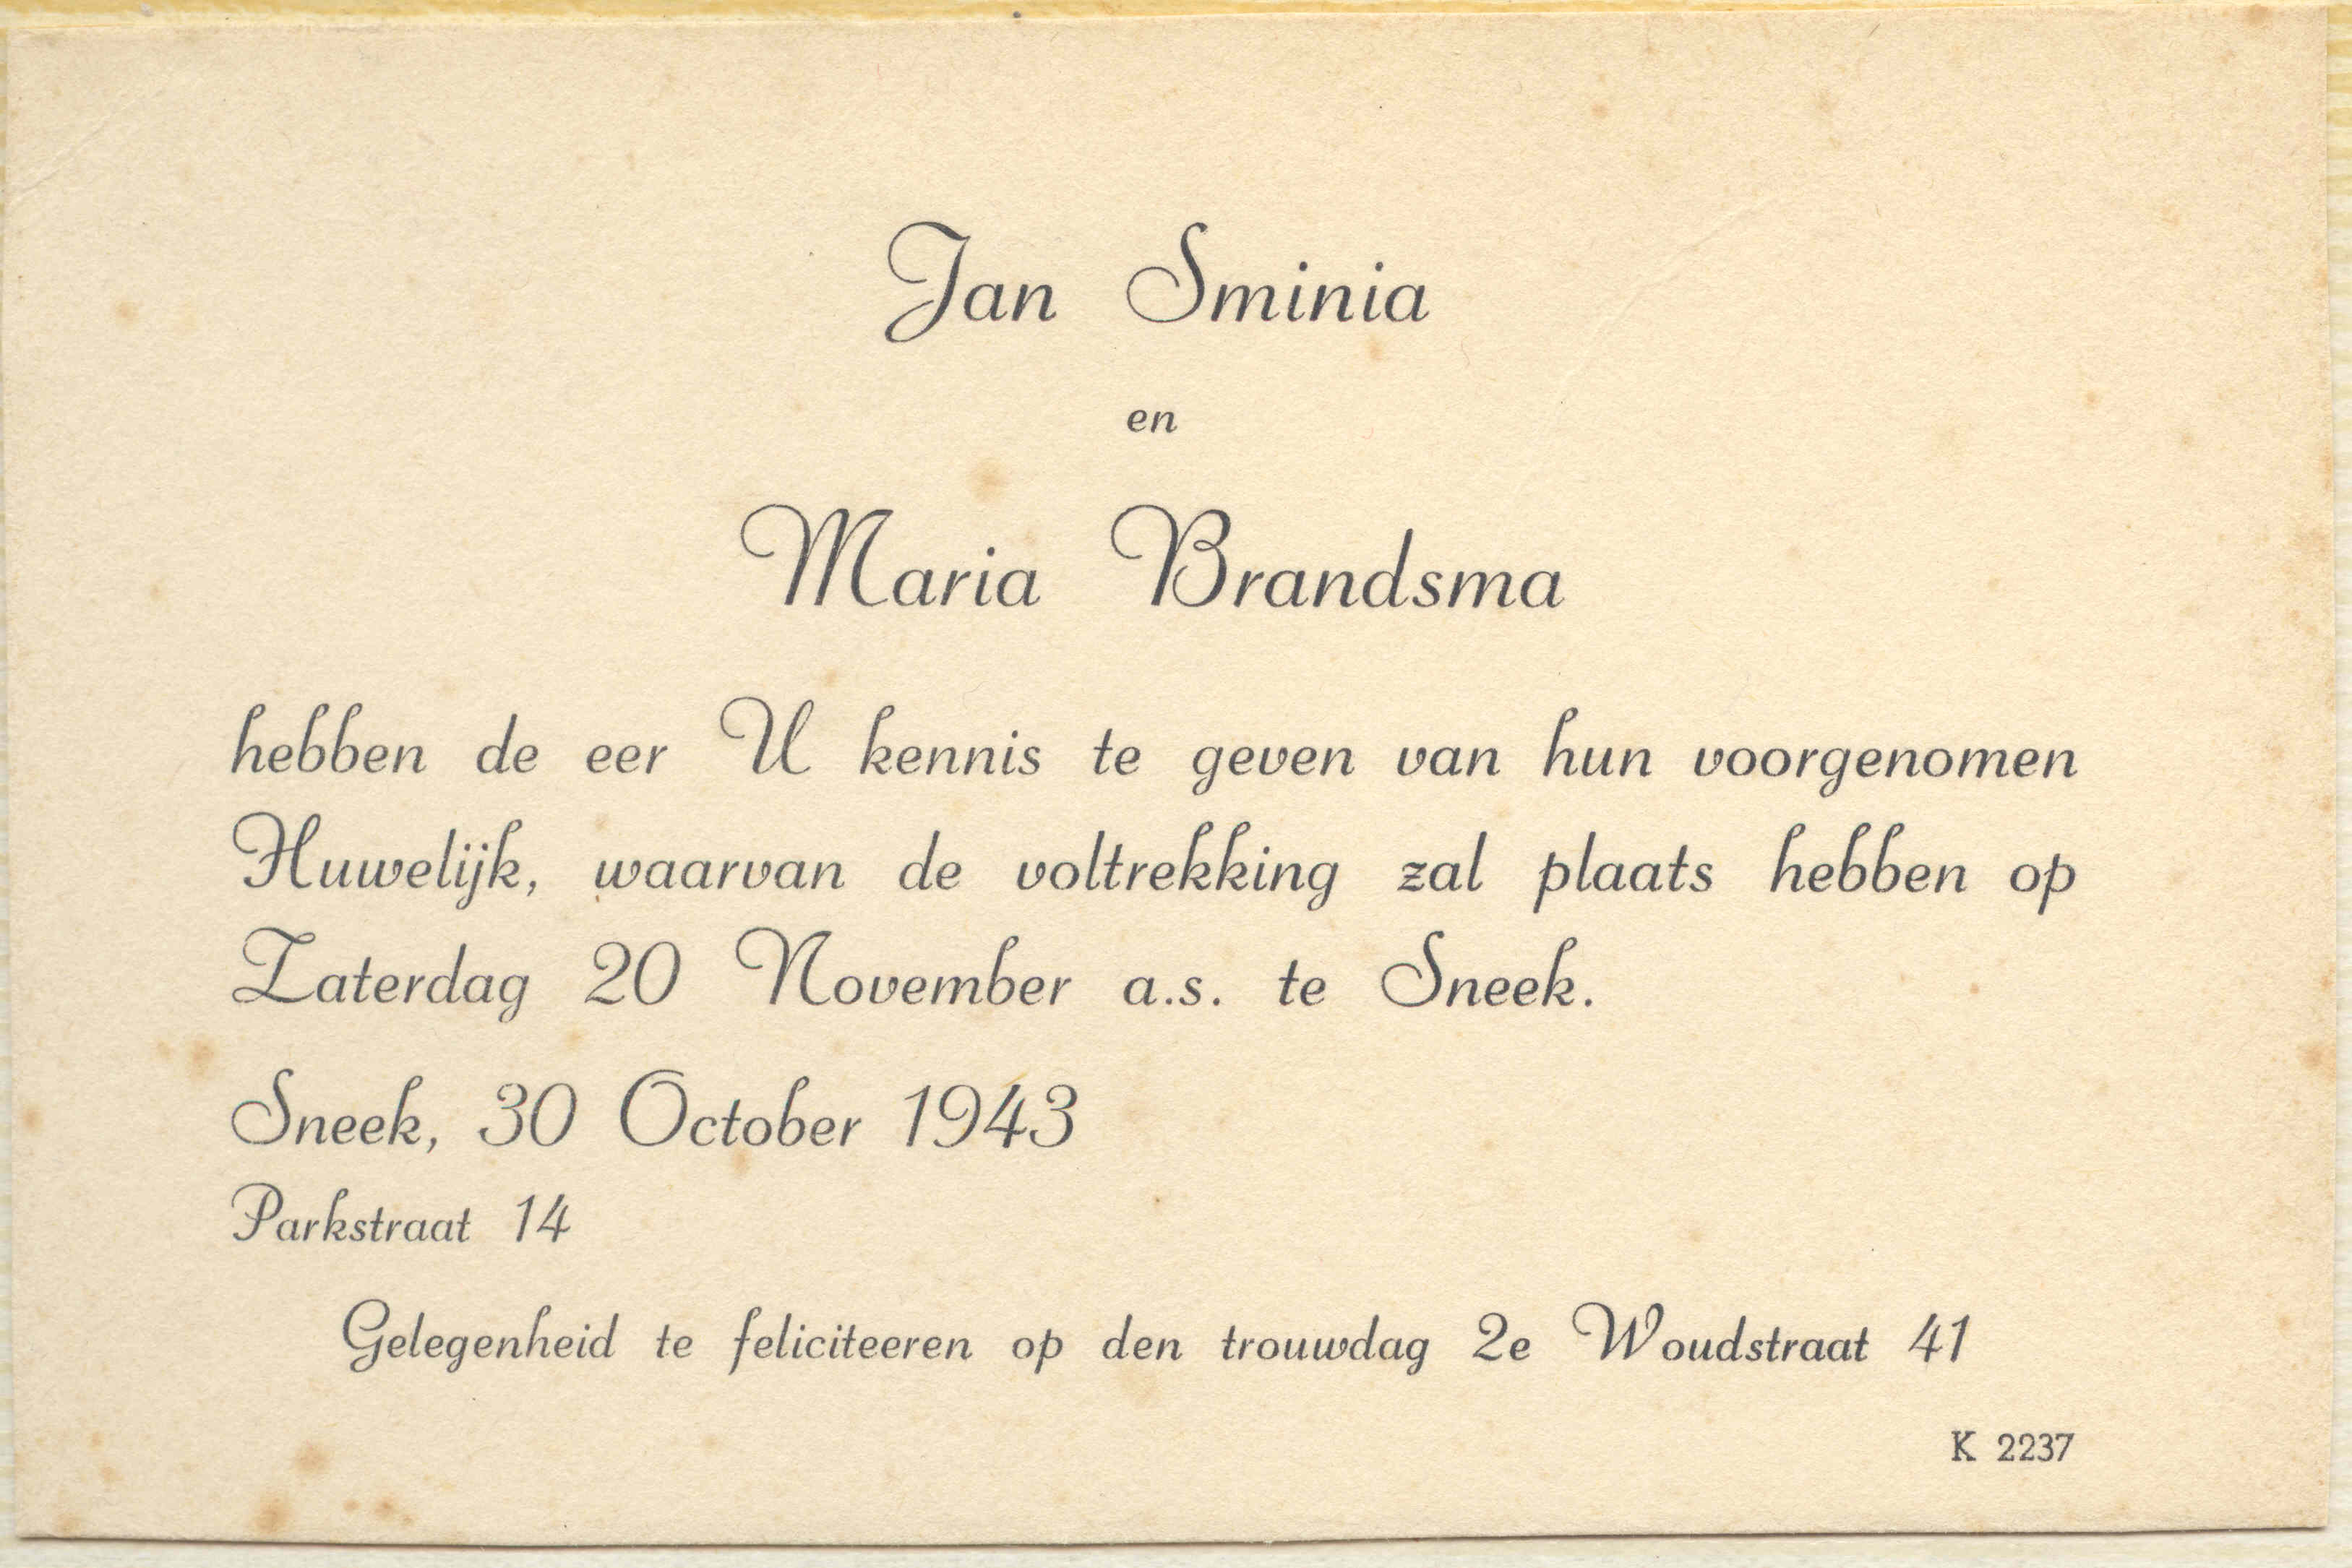 Jan Sminia
en
Maria Brandsma
hebben de eer U kennis te geven van hun voorgenomen
Huwelijk, waarvan de voltrekking zal plaats hebben op
Zaterdag 20 November a.s. te Sneek.
Sneek, 30 October 1943
Parkstraat 14
Gelegenheid te feliciteeren op den trouwdag 2e Woudstraat 41
K 2237